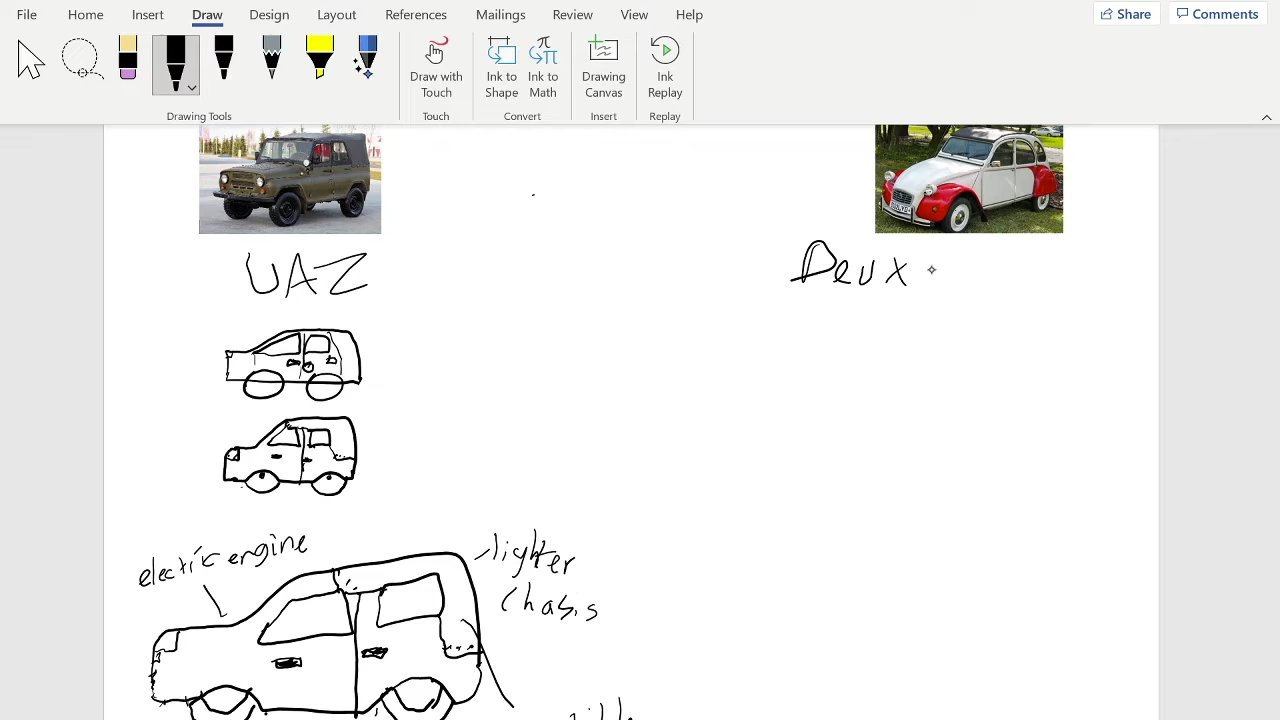 File Home Insert Draw Design Layout References Mailings Review View Help Share Comments
Draw with Touch
Ink to Shape
Ink to Math
Drawing Canvas
Ink Replay
Drawing Tools Touch Convert Insert Replay
UAZ
Deux
electric engine
lighter
chasis